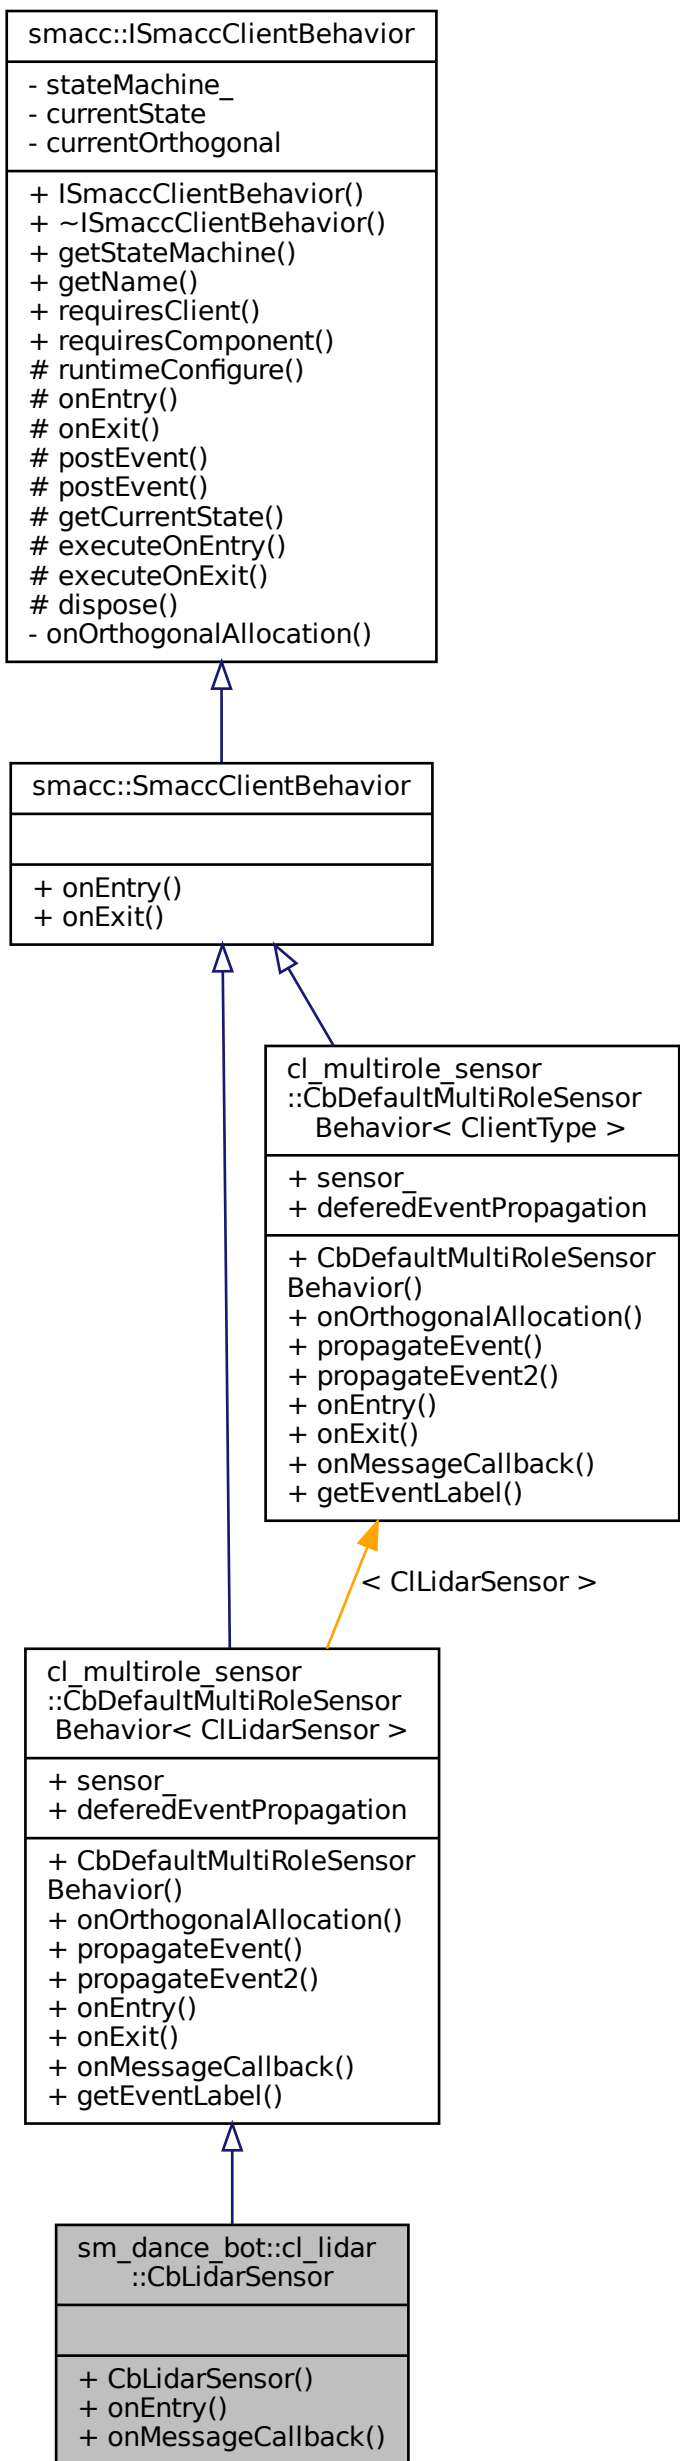 smacc::ISmaccClientBehavior
- stateMachine_
- currentState
- currentOrthogonal
+ ISmaccClientBehavior()
+ ~ISmaccClientBehavior()
+ getStateMachine()
+ getName()
+ requiresClient()
+ requiresComponent()
# runtimeConfigure()
# onEntry()
# onExit()
# postEvent()
# postEvent()
# getCurrentState()
# executeOnEntry()
# executeOnExit()
# dispose()
- onOrthogonalAllocation()
smacc::SmaccClientBehavior
+ onEntry()
+ onExit()
cl_multirole_sensor
::CbDefaultMultiRoleSensor
Behavior< ClientType >
+ sensor_
+ deferedEventPropagation
+ CbDefaultMultiRoleSensor
Behavior()
+ onOrthogonalAllocation()
+ propagateEvent()
+ propagateEvent2()
+ onEntry()
+ onExit()
+ onMessageCallback()
+ getEventLabel()
< ClLidarSensor >
cl_multirole_sensor
::CbDefaultMultiRoleSensor
Behavior< ClLidarSensor >
+ sensor_
+ deferedEventPropagation
+ CbDefaultMultiRoleSensor
Behavior()
+ onOrthogonalAllocation()
+ propagateEvent()
+ propagateEvent2()
+ onEntry()
+ onExit()
+ onMessageCallback()
+ getEventLabel()
sm_dance_bot::cl_lidar
::CbLidarSensor
+ CbLidarSensor()
+ onEntry()
+ onMessageCallback()